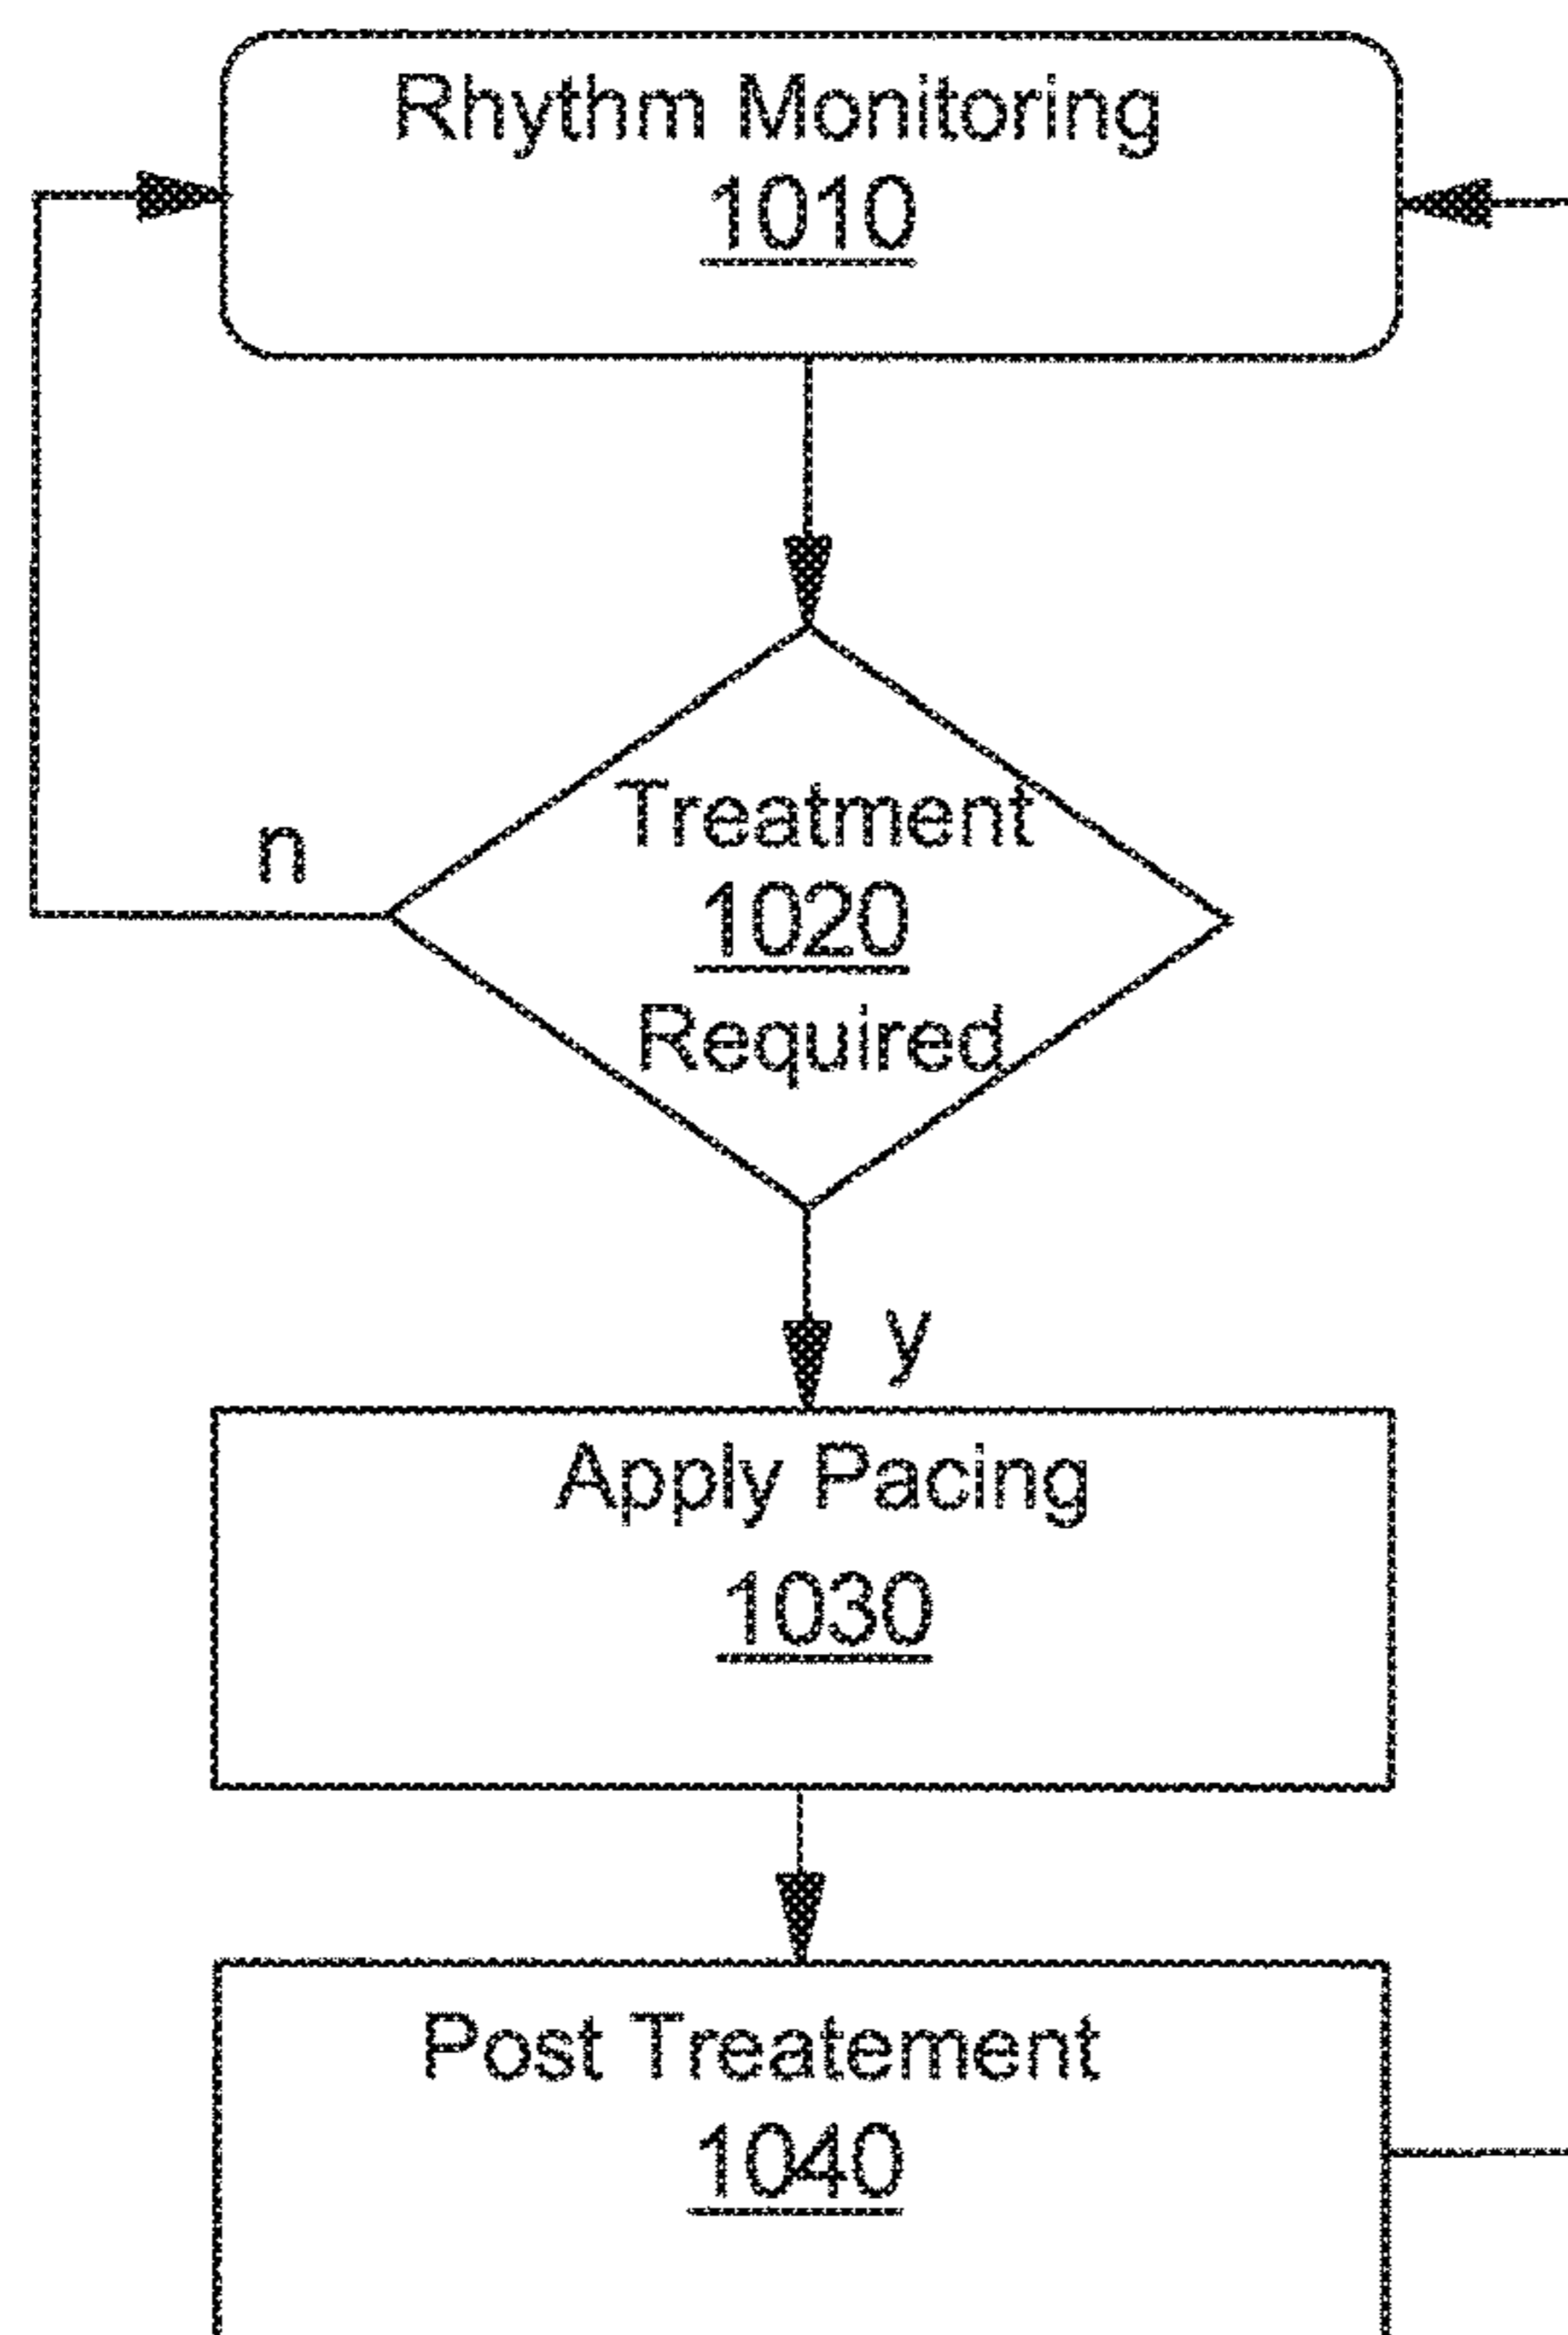 Rhythm Monitoring
1010
Treatment
1020
Required
n
y
Apply Pacing
1030
Post Treatement
1040